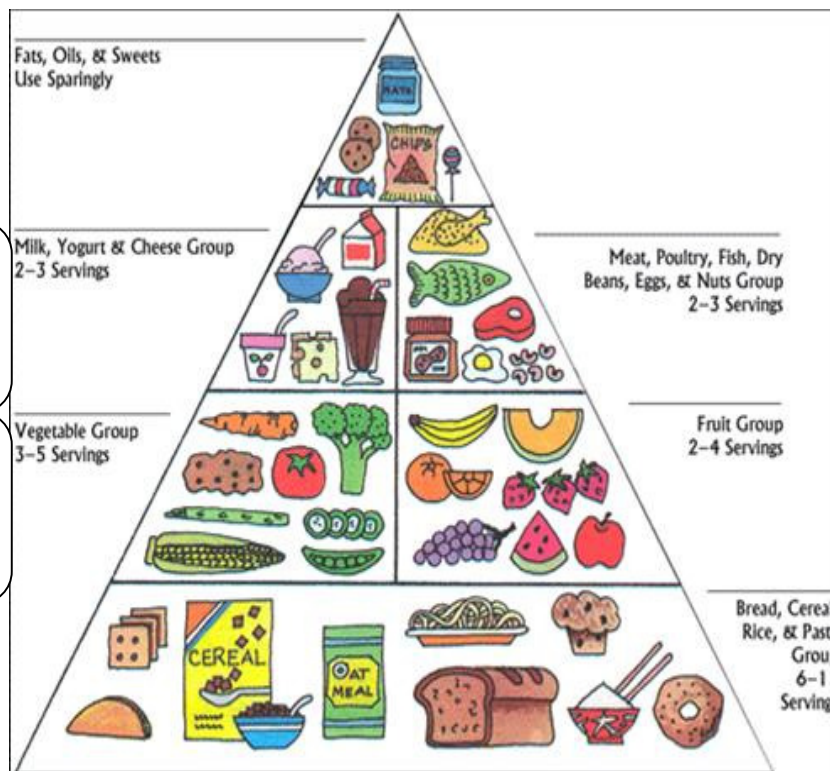 Fats, Oils, & Sweets
Use Sparingly
MAYO
CHIPS
Milk, Yogurt & Cheese Group
2–3 Servings
Meat, Poultry, Fish, Dry
Beans, Eggs, & Nuts Group
2–3 Servings
Vegetable Group
3–5 Servings
Fruit Group
2–4 Servings
Bread, Cereal
Rice, & Past
Grou
6–1
Serving
CEREAL
OAT
MEAL